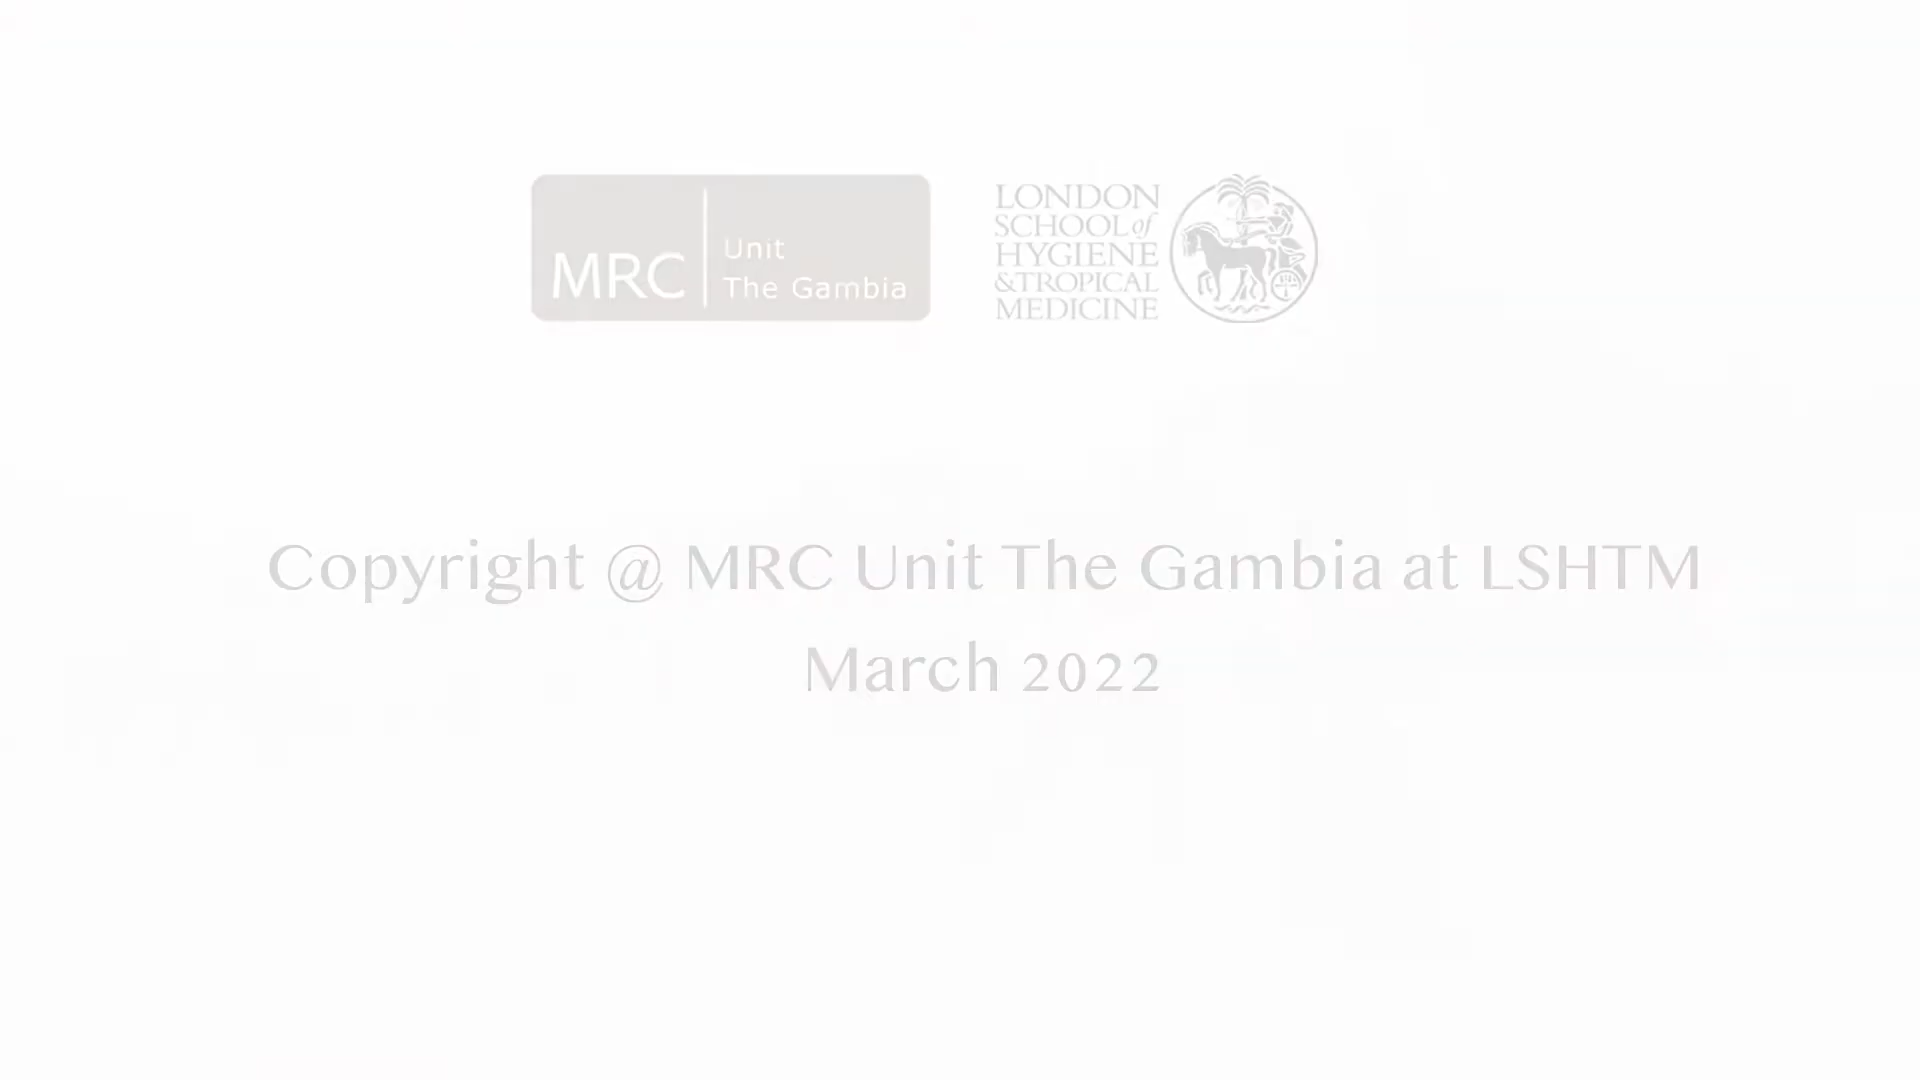 MRC
Unit
The Gambia
LONDON
SCHOOL of
HYGIENE
&TROPICAL
MEDICINE
Copyright @ MRC Unit The Gambia at LSHTM
March 2022